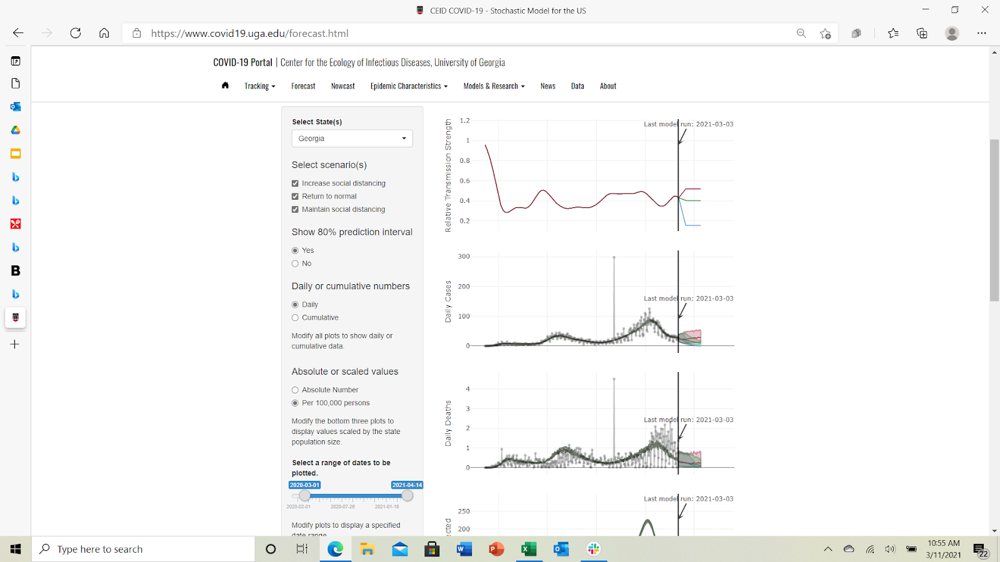 CEID COVID-19 - Stochastic Model for the US
https://www.covid19.uga.edu/forecast.html
COVID-19 Portal | Center for the Ecology of Infectious Diseases, University of Georgia
Tracking Forecast Nowcast Epidemic Characteristics Models & Research News Data About
Select State(s)
Georgia
Select scenario(s)
Increase social distancing
Return to normal
Maintain social distancing
Show 80% prediction interval
Yes
No
Daily or cumulative numbers
Daily
Cumulative
Modify all plots to show daily or
cumulative data.
Absolute or scaled values
Absolute Number
Per 100,000 persons
Modify the bottom three plots to
display values scaled by the state
population size.
Select a range of dates to be
plotted.
2020-03-01 2021-04-14
2020-02-01 2020-07-26 2021-01-18
Modify plots to display a specified
date range.
Relative Transmission Strength
1.2
1
0.8
0.6
0.4
0.2
Last model run: 2021-03-03
Daily Cases
300
200
100
0
Last model run: 2021-03-03
Daily Deaths
4
3
2
1
0
Last model run: 2021-03-03
ected
250
200
Last model run: 2021-03-03
B
Type here to search
10:55 AM
3/11/2021
22